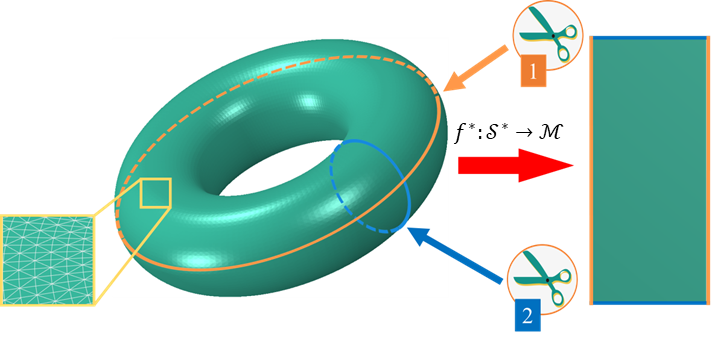 1
f*: 𝒮* → ℳ
2